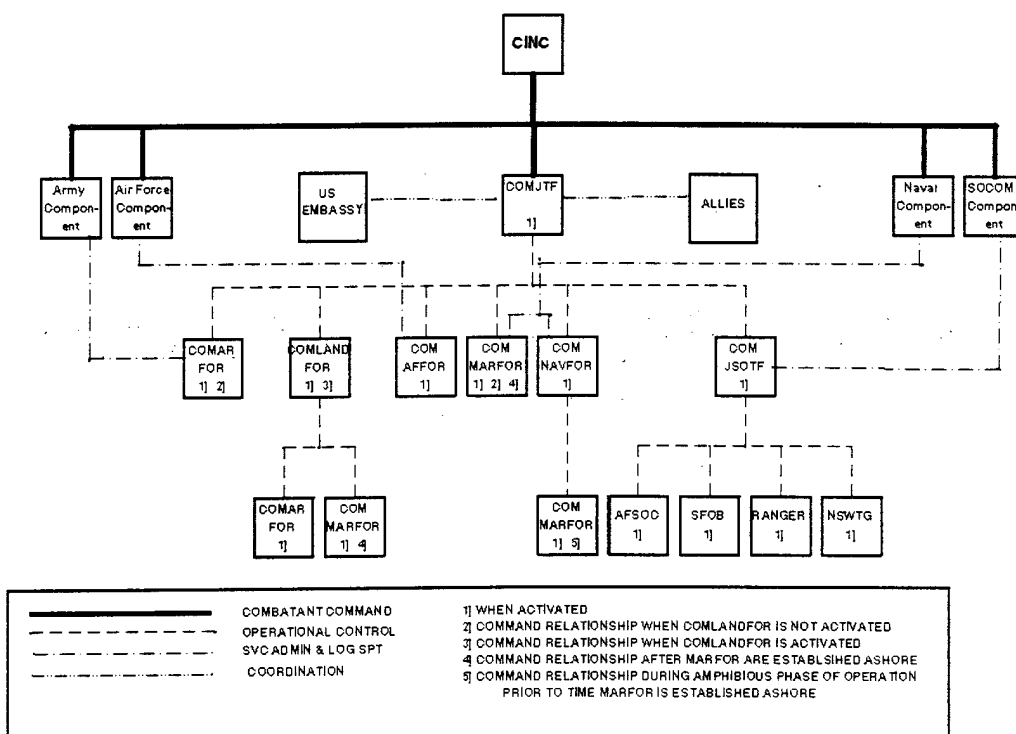 CINC
Army
Compon-
ent
Air Force
Compon-
ent
US
EMBASSY
COMJTF
1]
ALLIES
Naval
Compon-
ent
SOCOM
Compon-
ent
COMAR
FOR
1] 2]
COMLAND
FOR
1] 3]
COM
AFFOR
1]
COM
MARFOR
1] 2] 4]
COM
NAVFOR
1]
COM
JSOTF
1]
COMAR
FOR
1]
COM
MARFOR
1] 4]
COM
MARFOR
1] 5]
AFSOC
1]
SFOB
1]
RANGER
1]
NSWTG
1]
COMBATANT COMMAND
OPERATIONAL CONTROL
SVC ADMIN & LOG SPT
COORDINATION
1] WHEN ACTIVATED
2] COMMAND RELATIONSHIP WHEN COMLANDFOR IS NOT ACTIVATED
3] COMMAND RELATIONSHIP WHEN COMLANDFOR IS ACTIVATED
4] COMMAND RELATIONSHIP AFTER MARFOR ARE ESTABLSIHED ASHORE
5] COMMAND RELATIONSHIP DURING AMPHIBIOUS PHASE OF OPERATION
PRIOR TO TIME MARFOR IS ESTABLISHED ASHORE